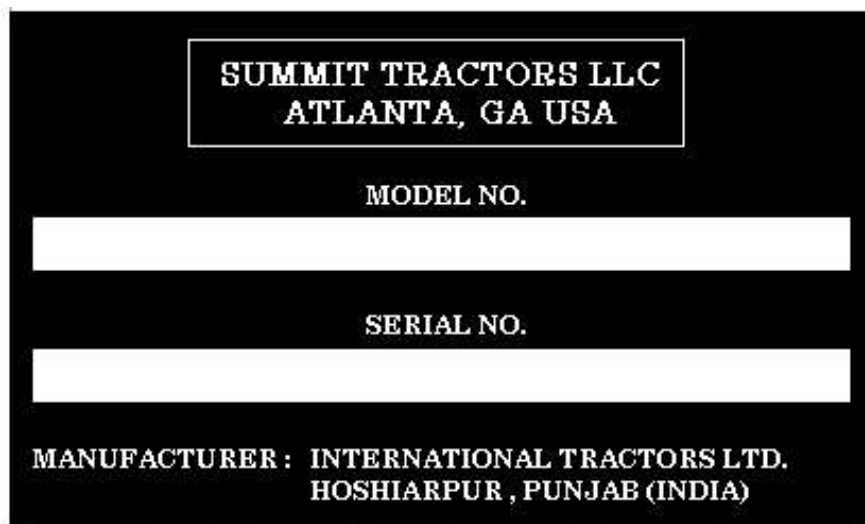 SUMMIT TRACTORS LLC
ATLANTA, GA USA
MODEL NO.
SERIAL NO.
MANUFACTURER : INTERNATIONAL TRACTORS LTD.
HOSHIARPUR , PUNJAB (INDIA)